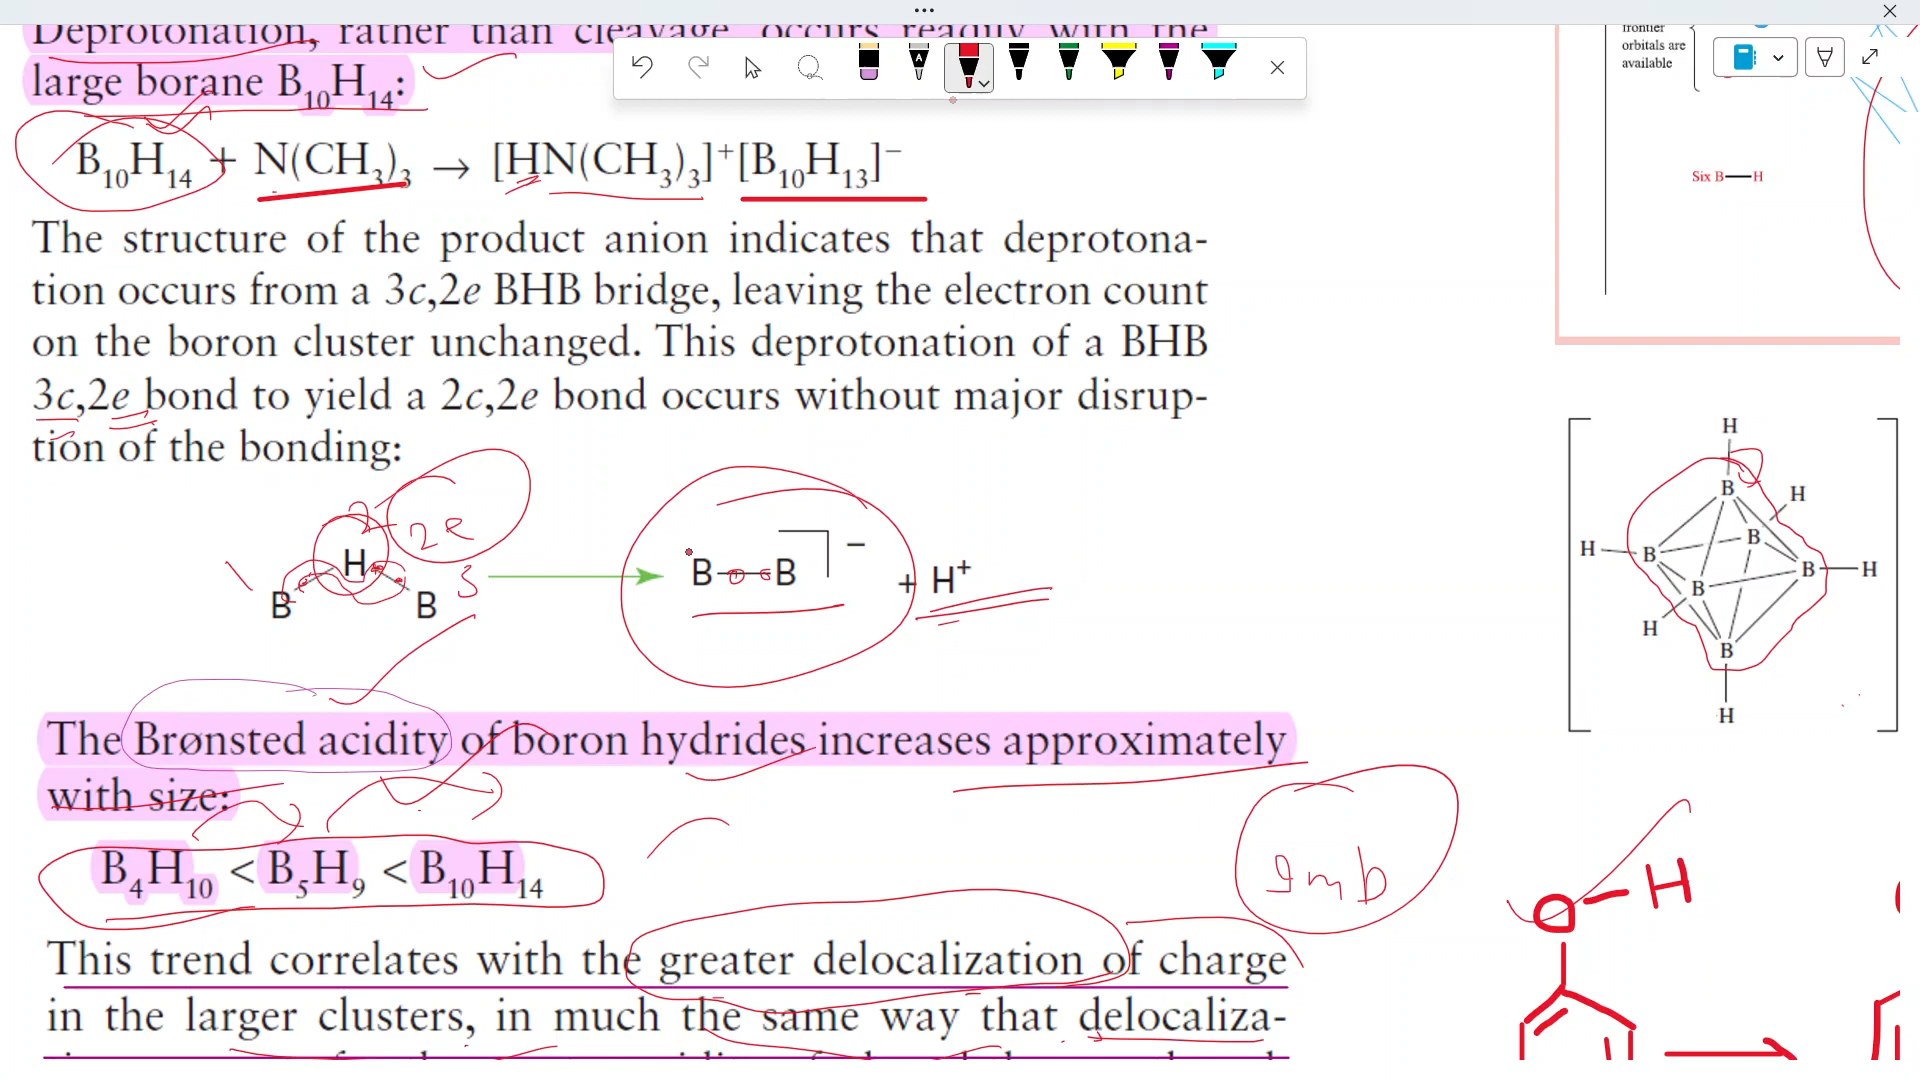 Deprotonation, rather than cleavage, occurs readily with the
large borane B10H14:
B10H14 + N(CH3)3 → [HN(CH3)3]+[B10H13]−
The structure of the product anion indicates that deprotona-
tion occurs from a 3c,2e BHB bridge, leaving the electron count
on the boron cluster unchanged. This deprotonation of a BHB
3c,2e bond to yield a 2c,2e bond occurs without major disrup-
tion of the bonding:
2e
H
B B 3
B B −
+ H+
The Brønsted acidity of boron hydrides increases approximately
with size:
B4H10 < B5H9 < B10H14
Imb
This trend correlates with the greater delocalization of charge
in the larger clusters, in much the same way that delocaliza-
frontier
orbitals are
available
Six B—H
H
B H
H B B
B H
B
H
B
H
O-H
A